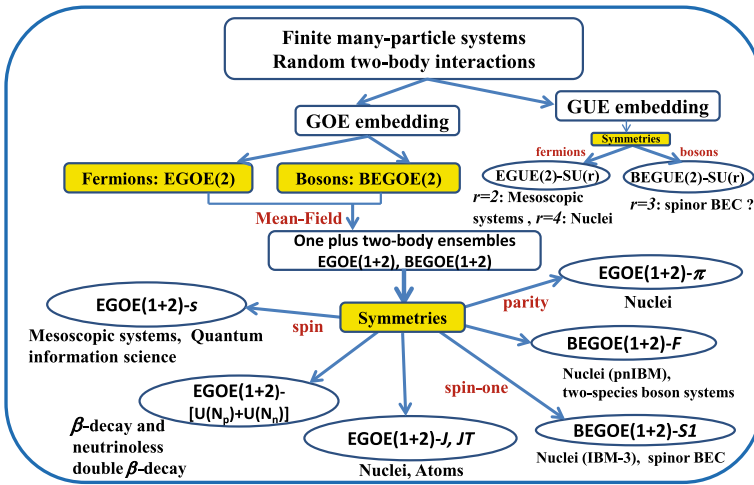 Finite many-particle systems
Random two-body interactions
GOE embedding
GUE embedding
Symmetries
fermions
bosons
EGUE(2)-SU(r)
BEGUE(2)-SU(r)
r=2: Mesoscopic
systems , r=4: Nuclei
r=3: spinor BEC ?
Fermions: EGOE(2)
Bosons: BEGOE(2)
Mean-Field
One plus two-body ensembles
EGOE(1+2), BEGOE(1+2)
EGOE(1+2)-π
Nuclei
parity
EGOE(1+2)-s
Mesoscopic systems, Quantum
information science
spin
Symmetries
BEGOE(1+2)-F
Nuclei (pnIBM),
two-species boson systems
EGOE(1+2)-
[U(Np)+U(Nn)]
β-decay and
neutrinoless
double β-decay
EGOE(1+2)-J, JT
Nuclei, Atoms
spin-one
BEGOE(1+2)-S1
Nuclei (IBM-3), spinor BEC